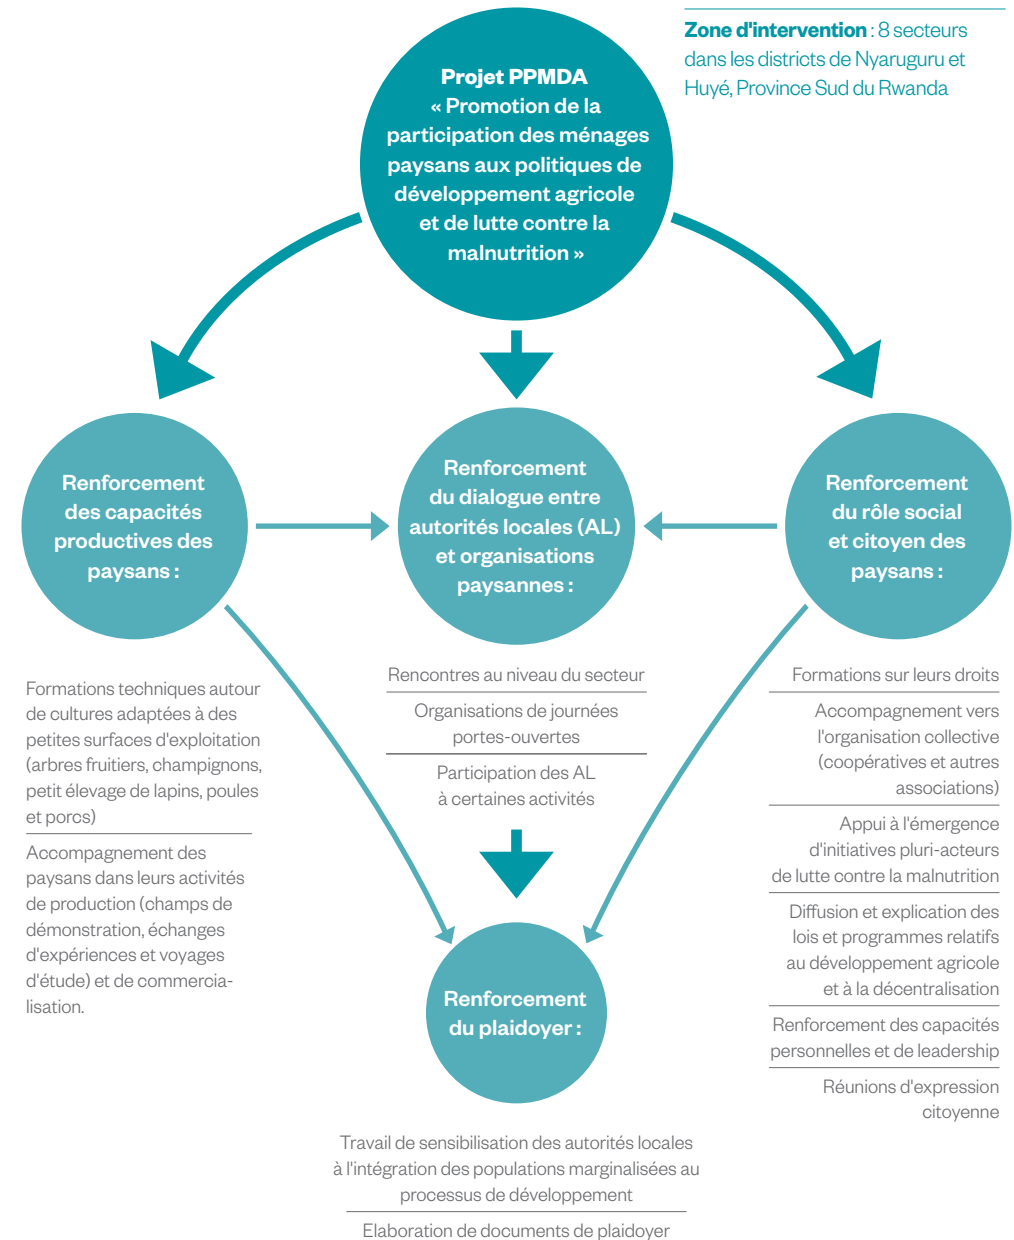 Zone d'intervention : 8 secteurs
dans les districts de Nyaruguru et
Huyé, Province Sud du Rwanda
Projet PPMDA
« Promotion de la
participation des ménages
paysans aux politiques de
développement agricole
et de lutte contre la
malnutrition »
Renforcement
des capacités
productives des
paysans :
Formations techniques autour
de cultures adaptées à des
petites surfaces d'exploitation
(arbres fruitiers, champignons,
petit élevage de lapins, poules
et porcs)
Accompagnement des
paysans dans leurs activités
de production (champs de
démonstration, échanges
d'expériences et voyages
d'étude) et de commercia-
lisation.
Renforcement
du dialogue entre
autorités locales (AL)
et organisations
paysannes :
Rencontres au niveau du secteur
Organisations de journées
portes-ouvertes
Participation des AL
à certaines activités
Renforcement
du rôle social
et citoyen des
paysans :
Formations sur leurs droits
Accompagnement vers
l'organisation collective
(coopératives et autres
associations)
Appui à l'émergence
d'initiatives pluri-acteurs
de lutte contre la malnutrition
Diffusion et explication des
lois et programmes relatifs
au développement agricole
et à la décentralisation
Renforcement des capacités
personnelles et de leadership
Réunions d'expression
citoyenne
Renforcement
du plaidoyer :
Travail de sensibilisation des autorités locales
à l'intégration des populations marginalisées au
processus de développement
Elaboration de documents de plaidoyer